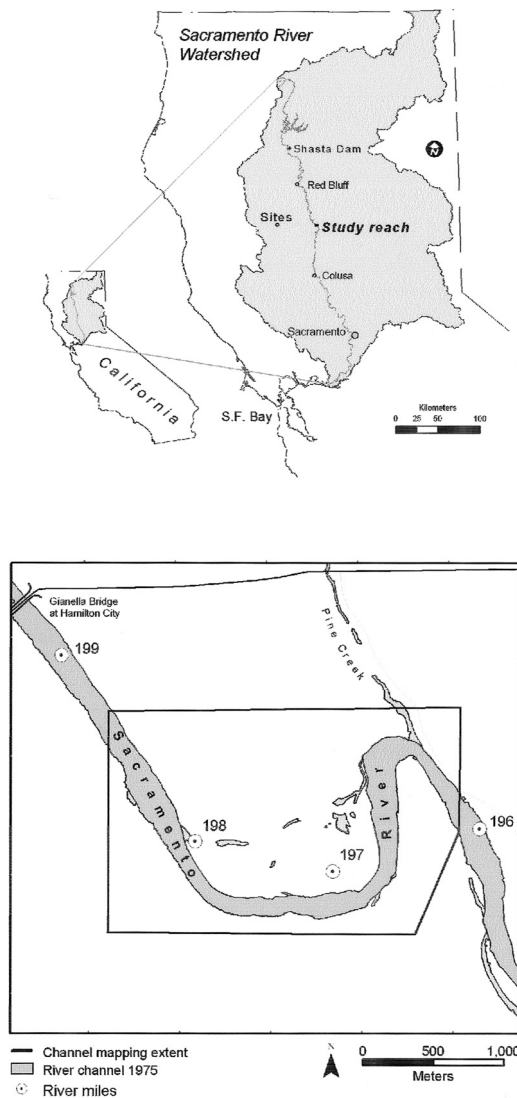 Sacramento River
Watershed
N
Shasta Dam
Red Bluff
Sites
Study reach
Colusa
Sacramento
California
S.F. Bay
Kilometers
0 25 50 100
Gianella Bridge
at Hamilton City
Pine Creek
199
Sacramento
River
198
197
196
Channel mapping extent
River channel 1975
River miles
N
0 500 1,000
Meters